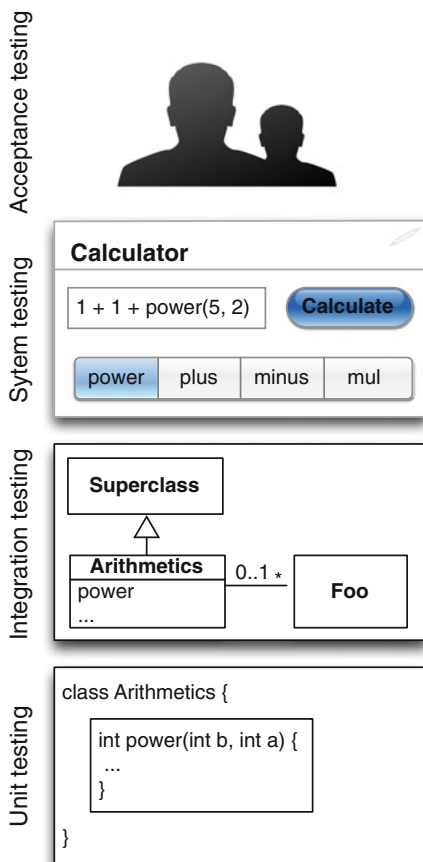 Acceptance testing
Sytem testing
Calculator
1 + 1 + power(5, 2)
Calculate
power plus minus mul
Integration testing
Superclass
Arithmetics
power
...
0..1 *
Foo
Unit testing
class Arithmetics {
int power(int b, int a) {
...
}
}